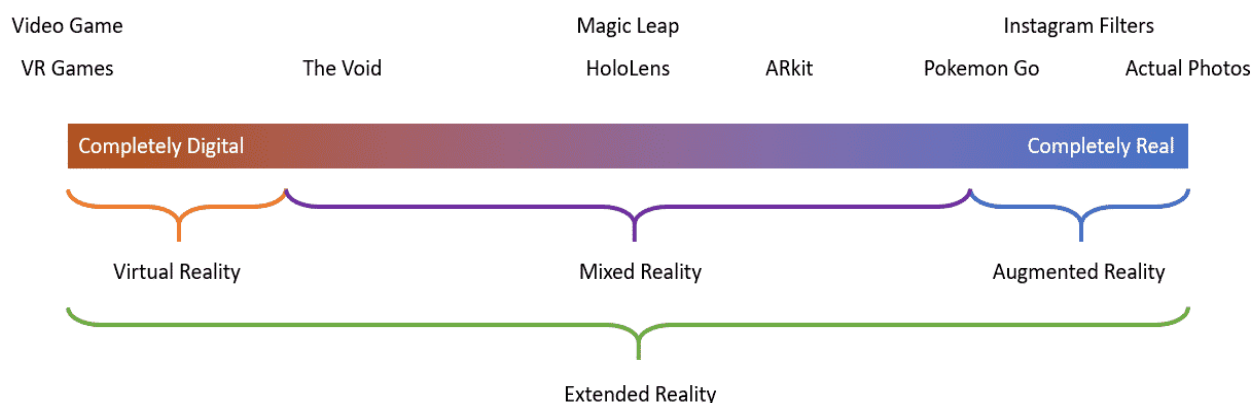 Video Game Magic Leap Instagram Filters
VR Games The Void HoloLens ARkit Pokemon Go Actual Photos
Completely Digital Completely Real
Virtual Reality Mixed Reality Augmented Reality
Extended Reality